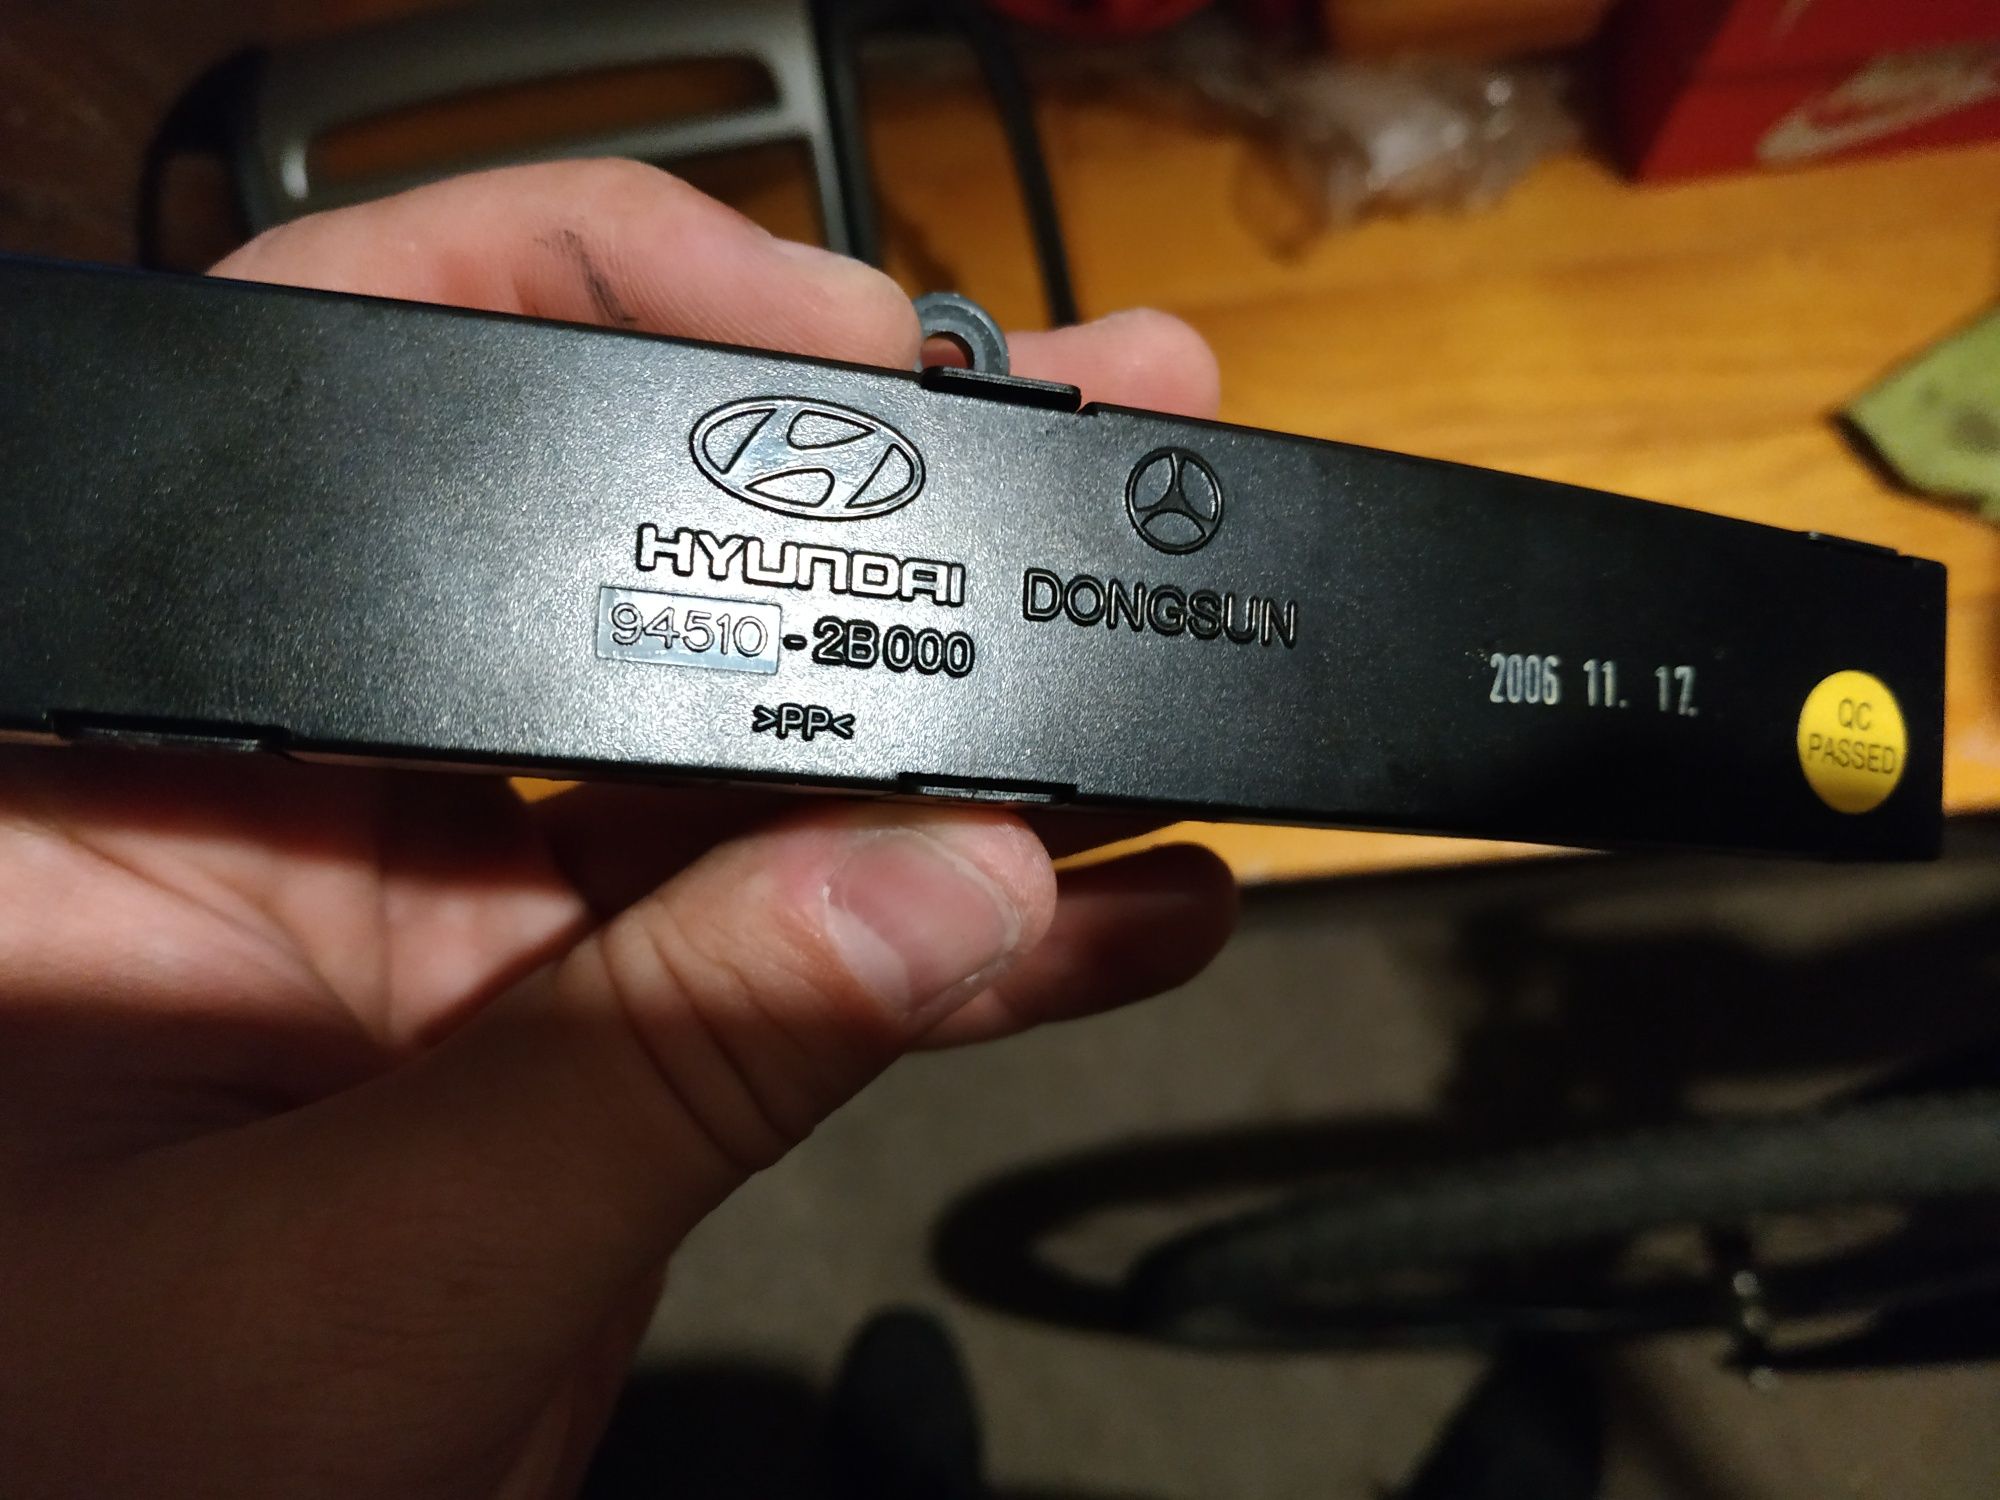 HYUNDAI
94510-2B000
>PP<
DONGSUN
2006 11. 17.
QC
PASSED